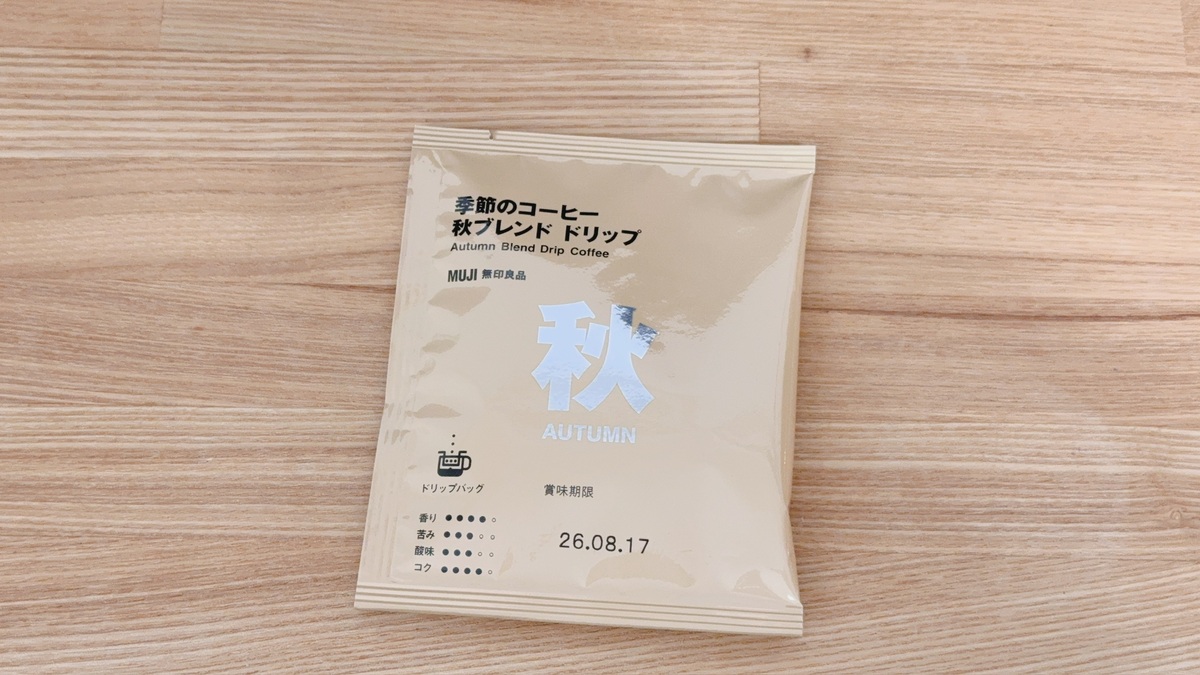 季節のコーヒー
秋ブレンド ドリップ
Autumn Blend Drip Coffee
MUJI 無印良品
秋
AUTUMN
ドリップバッグ
賞味期限
26.08.17
香り ●●●●○
苦み ●●●○○
酸味 ●●●○○
コク ●●●●○